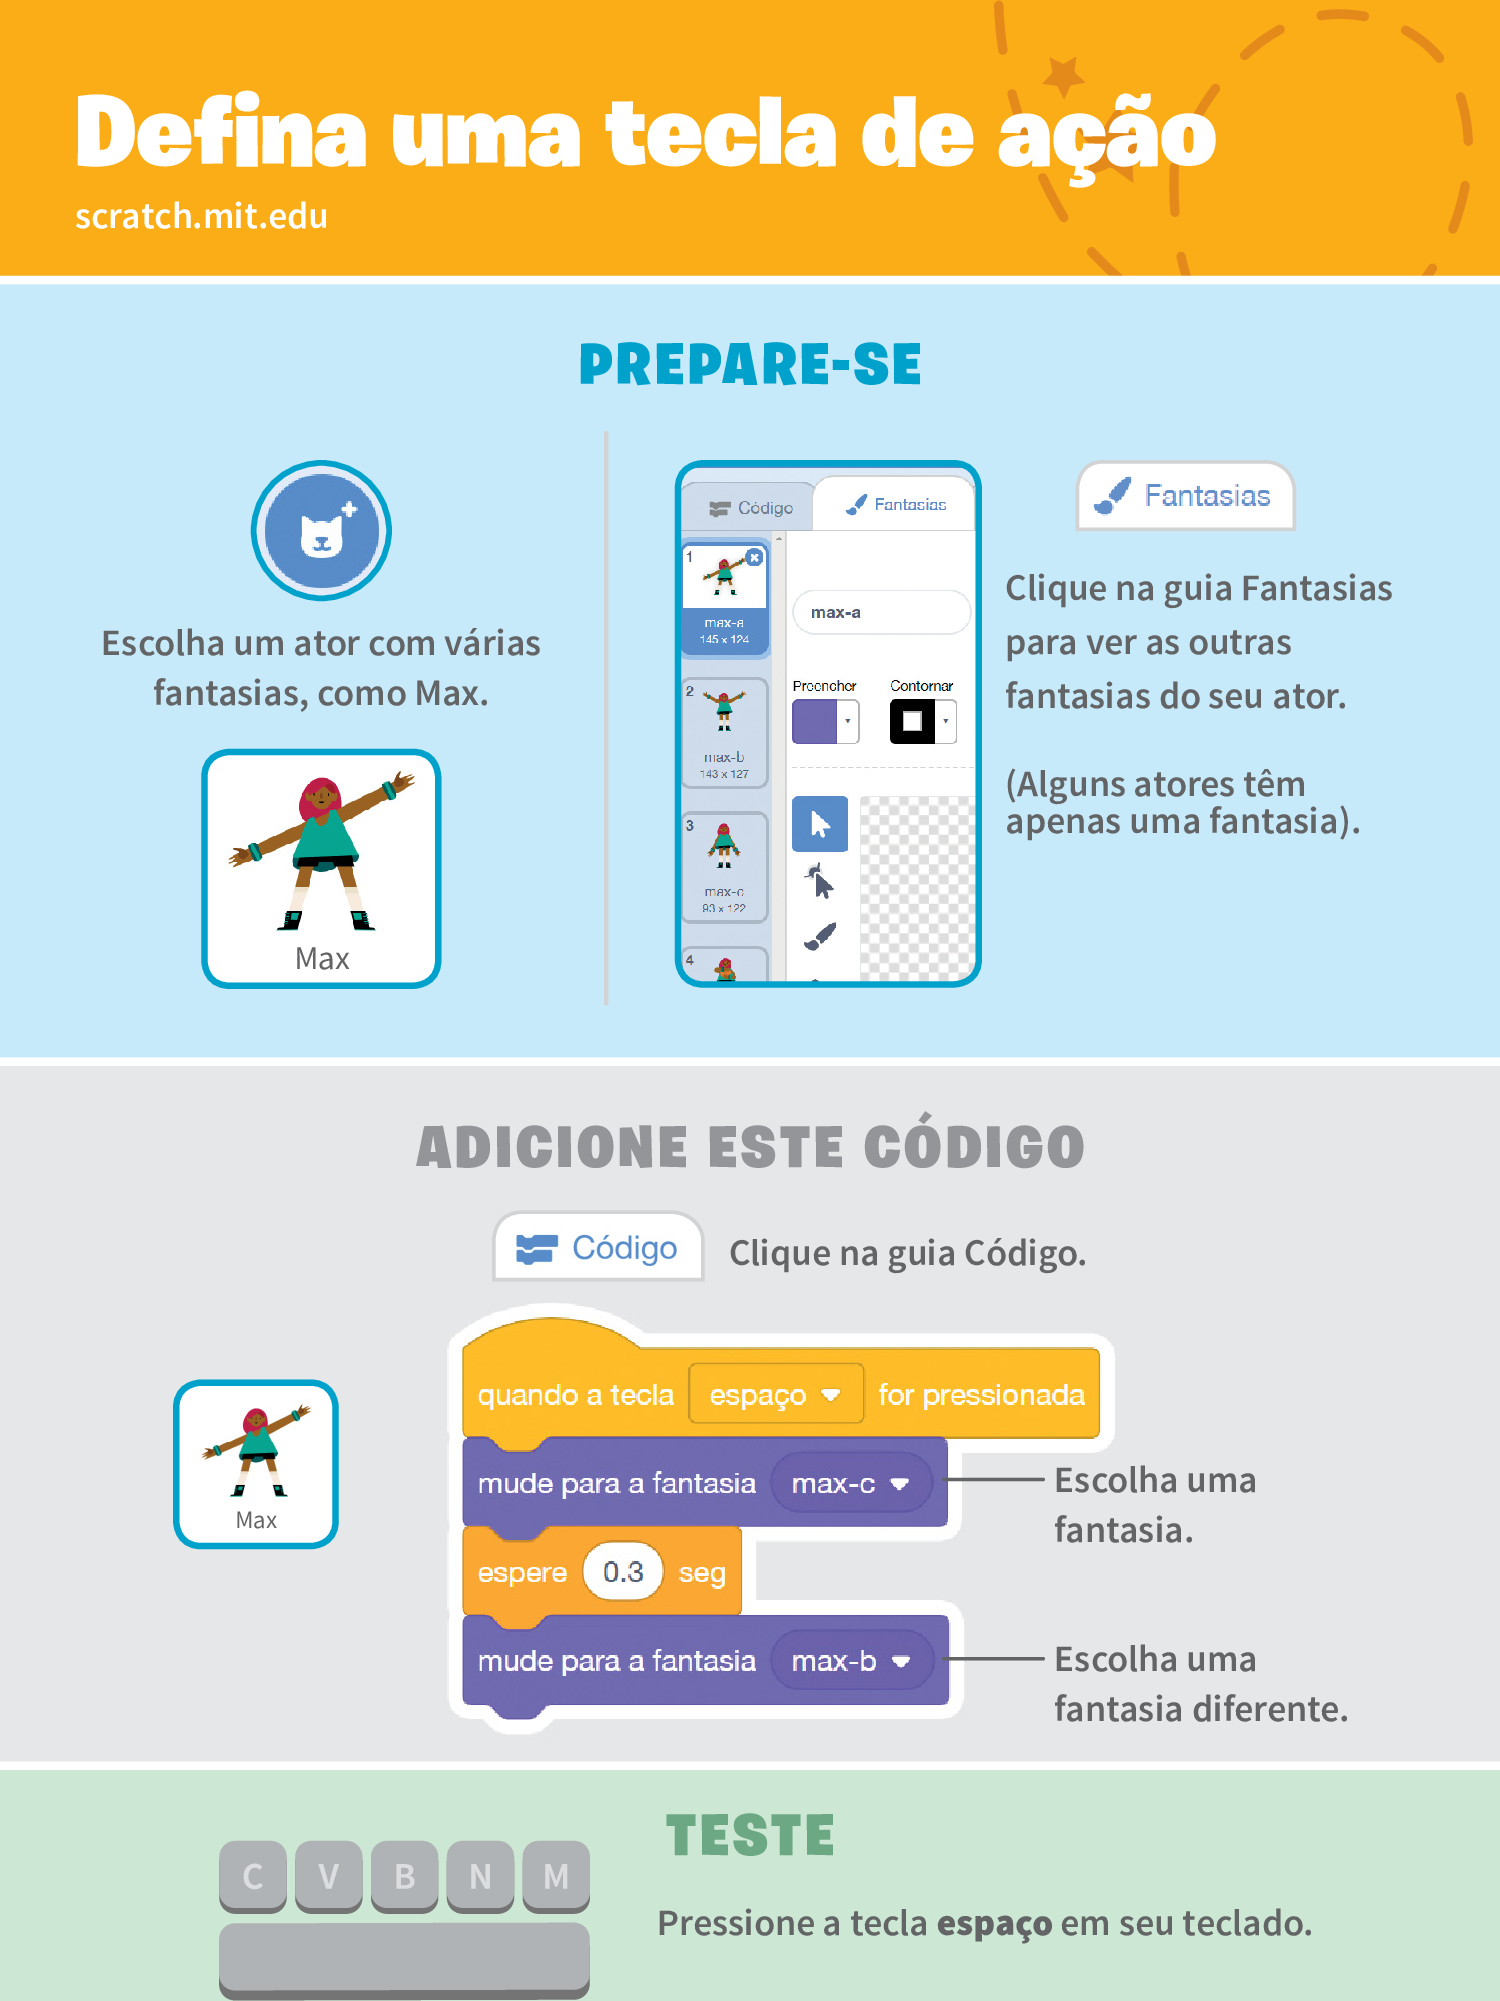 Defina uma tecla de ação
scratch.mit.edu
PREPARE-SE
Escolha um ator com várias
fantasias, como Max.
Max
Código
Fantasias
1
max-a
145 x 124
2
max-b
143 x 127
3
max-c
93 x 122
4
max-a
Preencher
Contornar
Fantasias
Clique na guia Fantasias
para ver as outras
fantasias do seu ator.
(Alguns atores têm
apenas uma fantasia).
ADICIONE ESTE CÓDIGO
Código
Clique na guia Código.
Max
quando a tecla espaço for pressionada
mude para a fantasia max-c
espere 0.3 seg
mude para a fantasia max-b
Escolha uma
fantasia.
Escolha uma
fantasia diferente.
TESTE
C V B N M
Pressione a tecla espaço em seu teclado.